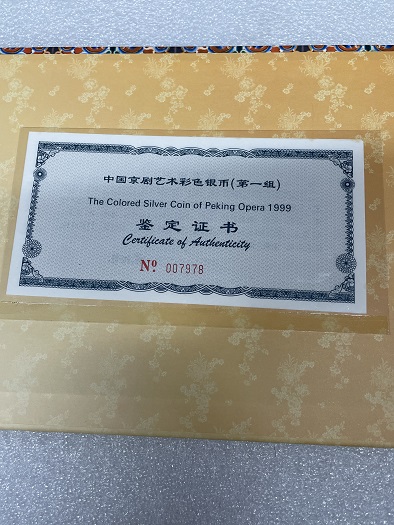 中国京剧艺术彩色银币(第一组)
The Colored Silver Coin of Peking Opera 1999
鉴定证书
Certificate of Authenticity
Nº 007978